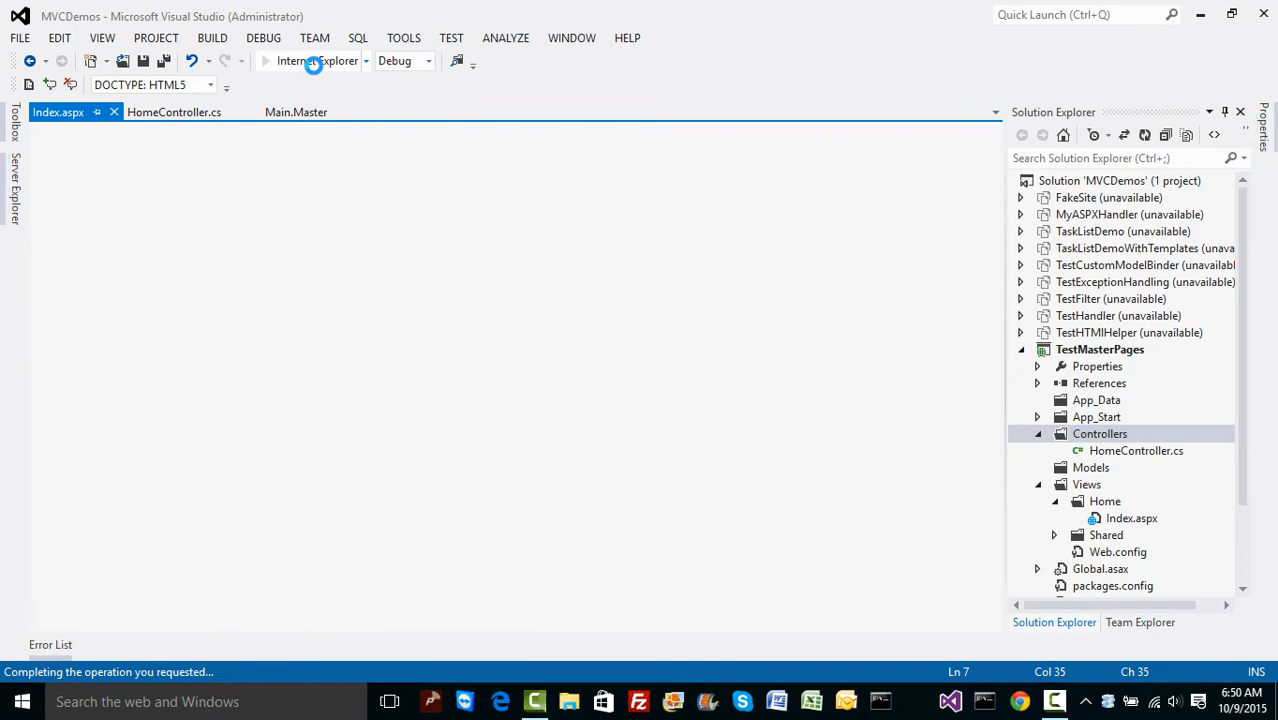 MVCDemos - Microsoft Visual Studio (Administrator)
Quick Launch (Ctrl+Q)
FILE EDIT VIEW PROJECT BUILD DEBUG TEAM SQL TOOLS TEST ANALYZE WINDOW HELP
Internet Explorer Debug
DOCTYPE: HTML5
Index.aspx HomeController.cs Main.Master
Toolbox
Server Explorer
Solution Explorer
Search Solution Explorer (Ctrl+;)
Solution 'MVCDemos' (1 project)
FakeSite (unavailable)
MyASPXHandler (unavailable)
TaskListDemo (unavailable)
TaskListDemoWithTemplates (unava
TestCustomModelBinder (unavailabl
TestExceptionHandling (unavailable)
TestFilter (unavailable)
TestHandler (unavailable)
TestHTMlHelper (unavailable)
TestMasterPages
Properties
References
App_Data
App_Start
Controllers
C# HomeController.cs
Models
Views
Home
Index.aspx
Shared
Web.config
Global.asax
packages.config
Solution Explorer Team Explorer
Properties
Error List
Completing the operation you requested...
Ln 7 Col 35 Ch 35 INS
Search the web and Windows
6:50 AM
10/9/2015